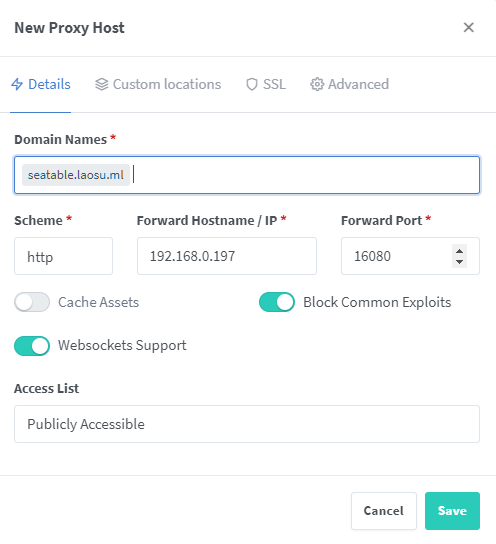 New Proxy Host ×
Details Custom locations SSL Advanced
Domain Names *
seatable.laosu.ml
Scheme * Forward Hostname / IP * Forward Port *
http 192.168.0.197 16080
Cache Assets Block Common Exploits
Websockets Support
Access List
Publicly Accessible
Cancel Save